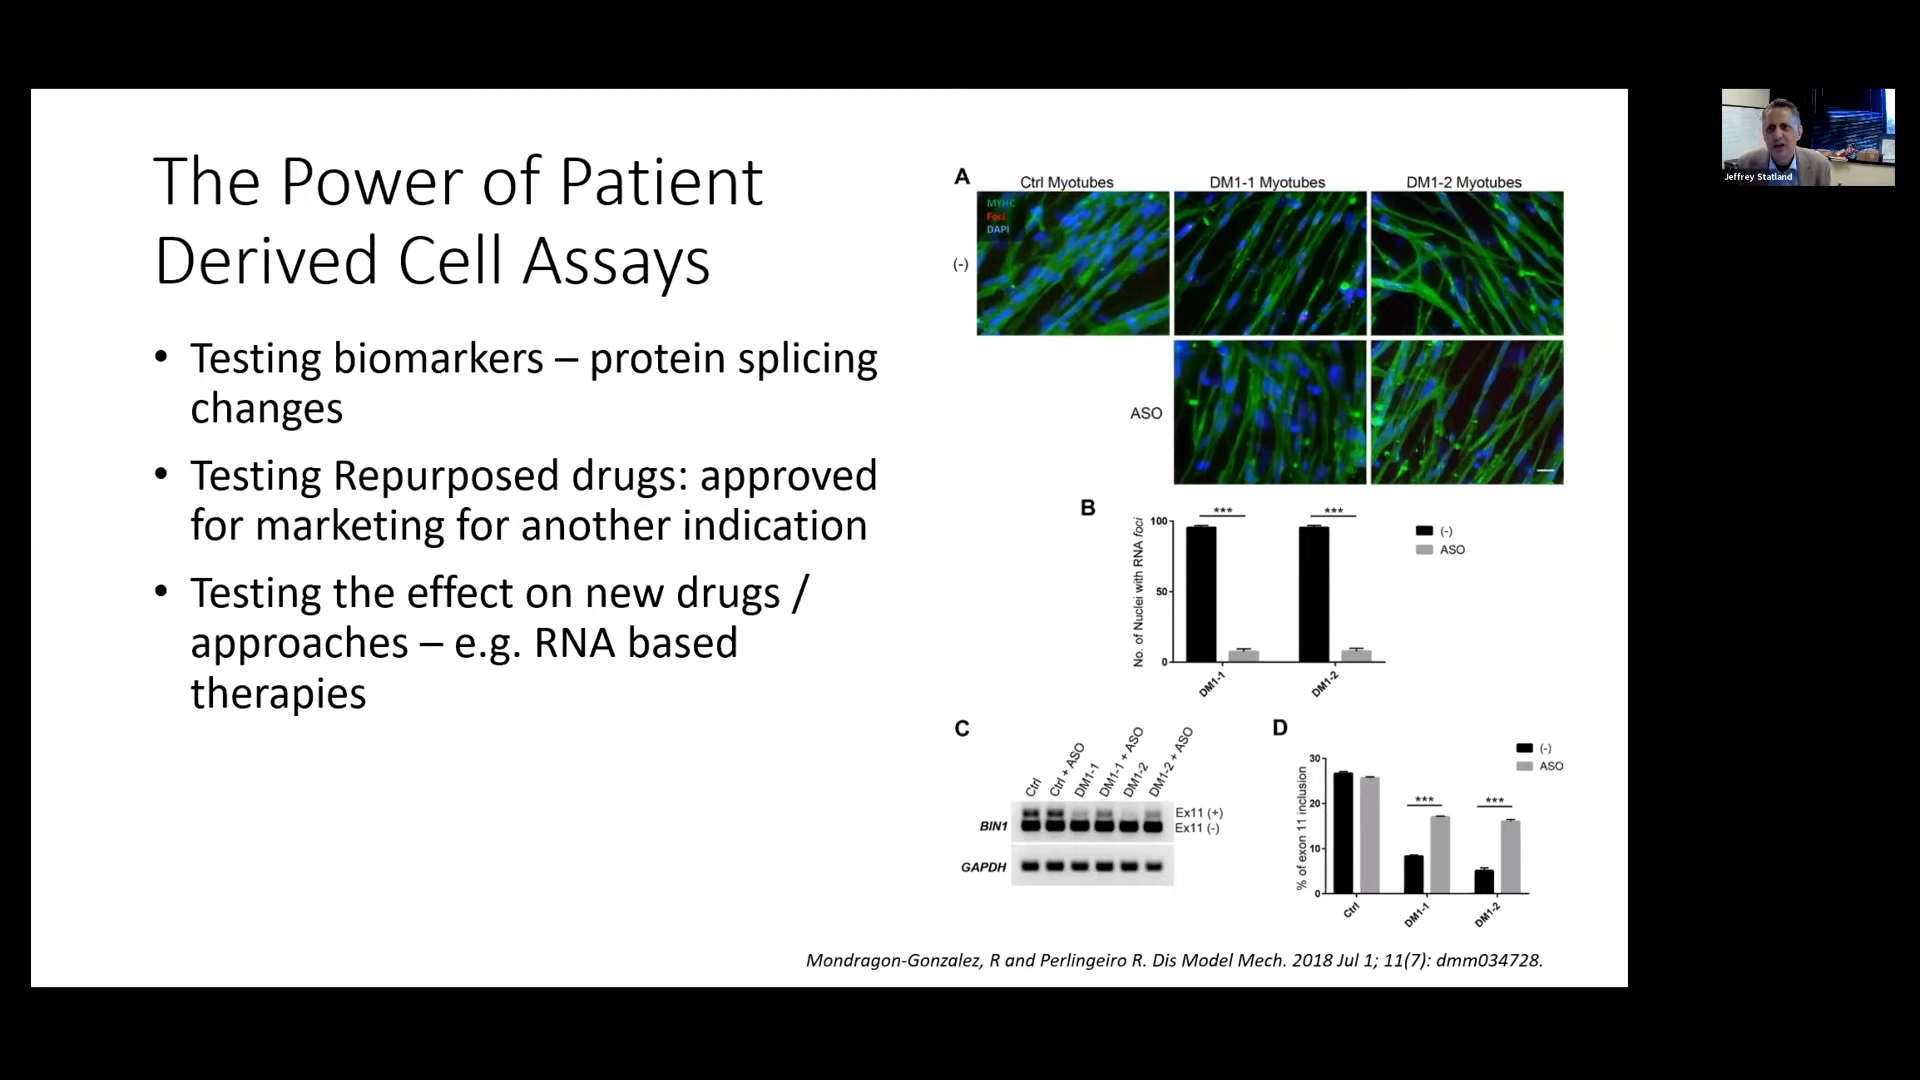 The Power of Patient
Derived Cell Assays
• Testing biomarkers – protein splicing
changes
• Testing Repurposed drugs: approved
for marketing for another indication
• Testing the effect on new drugs /
approaches – e.g. RNA based
therapies
A
Ctrl Myotubes
DM1-1 Myotubes
DM1-2 Myotubes
MYHC
Foci
DAPI
(-)
ASO
B
No. of Nuclei with RNA foci
100
50
0
***
***
DM1-1
DM1-2
(-)
ASO
C
Ctrl
Ctrl + ASO
DM1-1
DM1-1 + ASO
DM1-2
DM1-2 + ASO
BIN1
Ex11 (+)
Ex11 (-)
GAPDH
D
% of exon 11 inclusion
30
20
10
0
***
***
Ctrl
DM1-1
DM1-2
(-)
ASO
Mondragon-Gonzalez, R and Perlingeiro R. Dis Model Mech. 2018 Jul 1; 11(7): dmm034728.
Jeffrey Statland